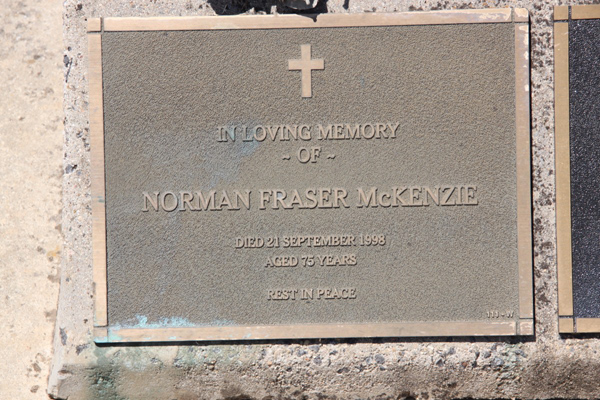 IN LOVING MEMORY
~ OF ~
NORMAN FRASER McKENZIE
DIED 21 SEPTEMBER 1998
AGED 75 YEARS
REST IN PEACE